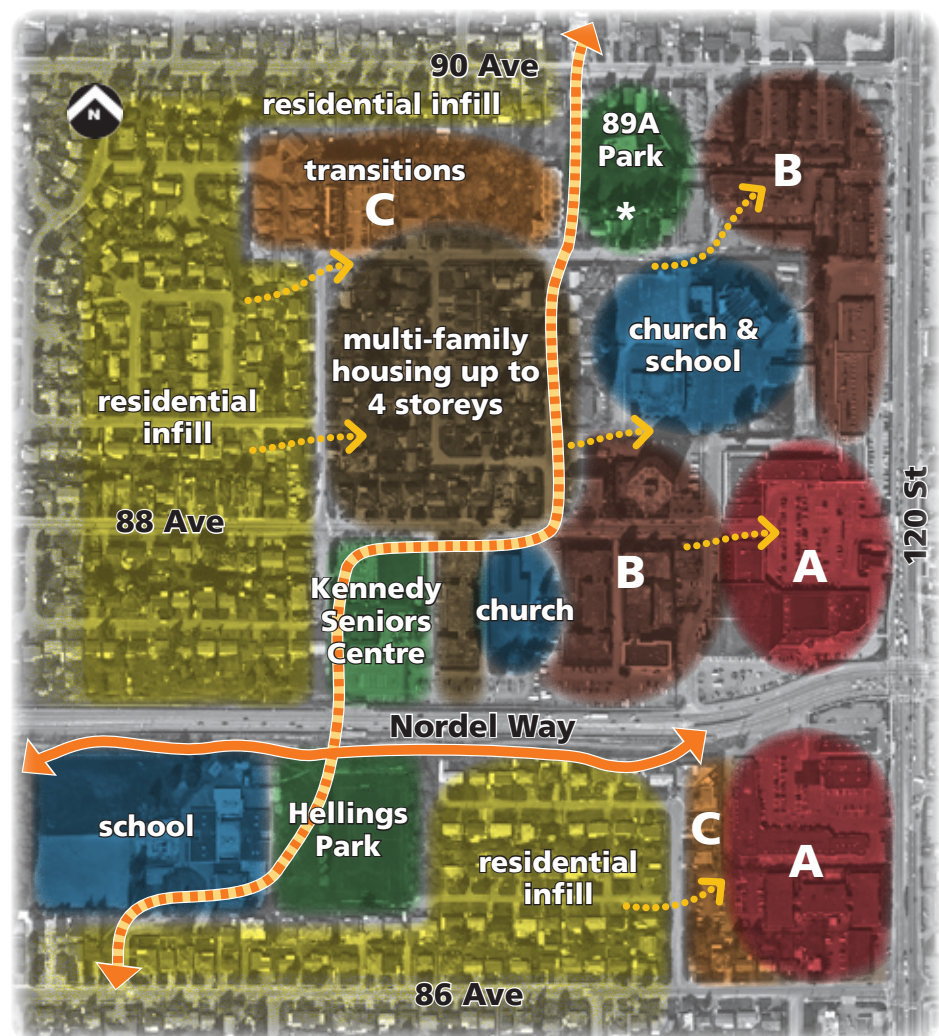 90 Ave
N
residential infill
89A
Park
*
transitions
C
B
multi-family
housing up to
4 storeys
church &
school
residential
infill
88 Ave
120 St
B
A
Kennedy
Seniors
Centre
church
Nordel Way
school
Hellings
Park
C
A
residential
infill
86 Ave